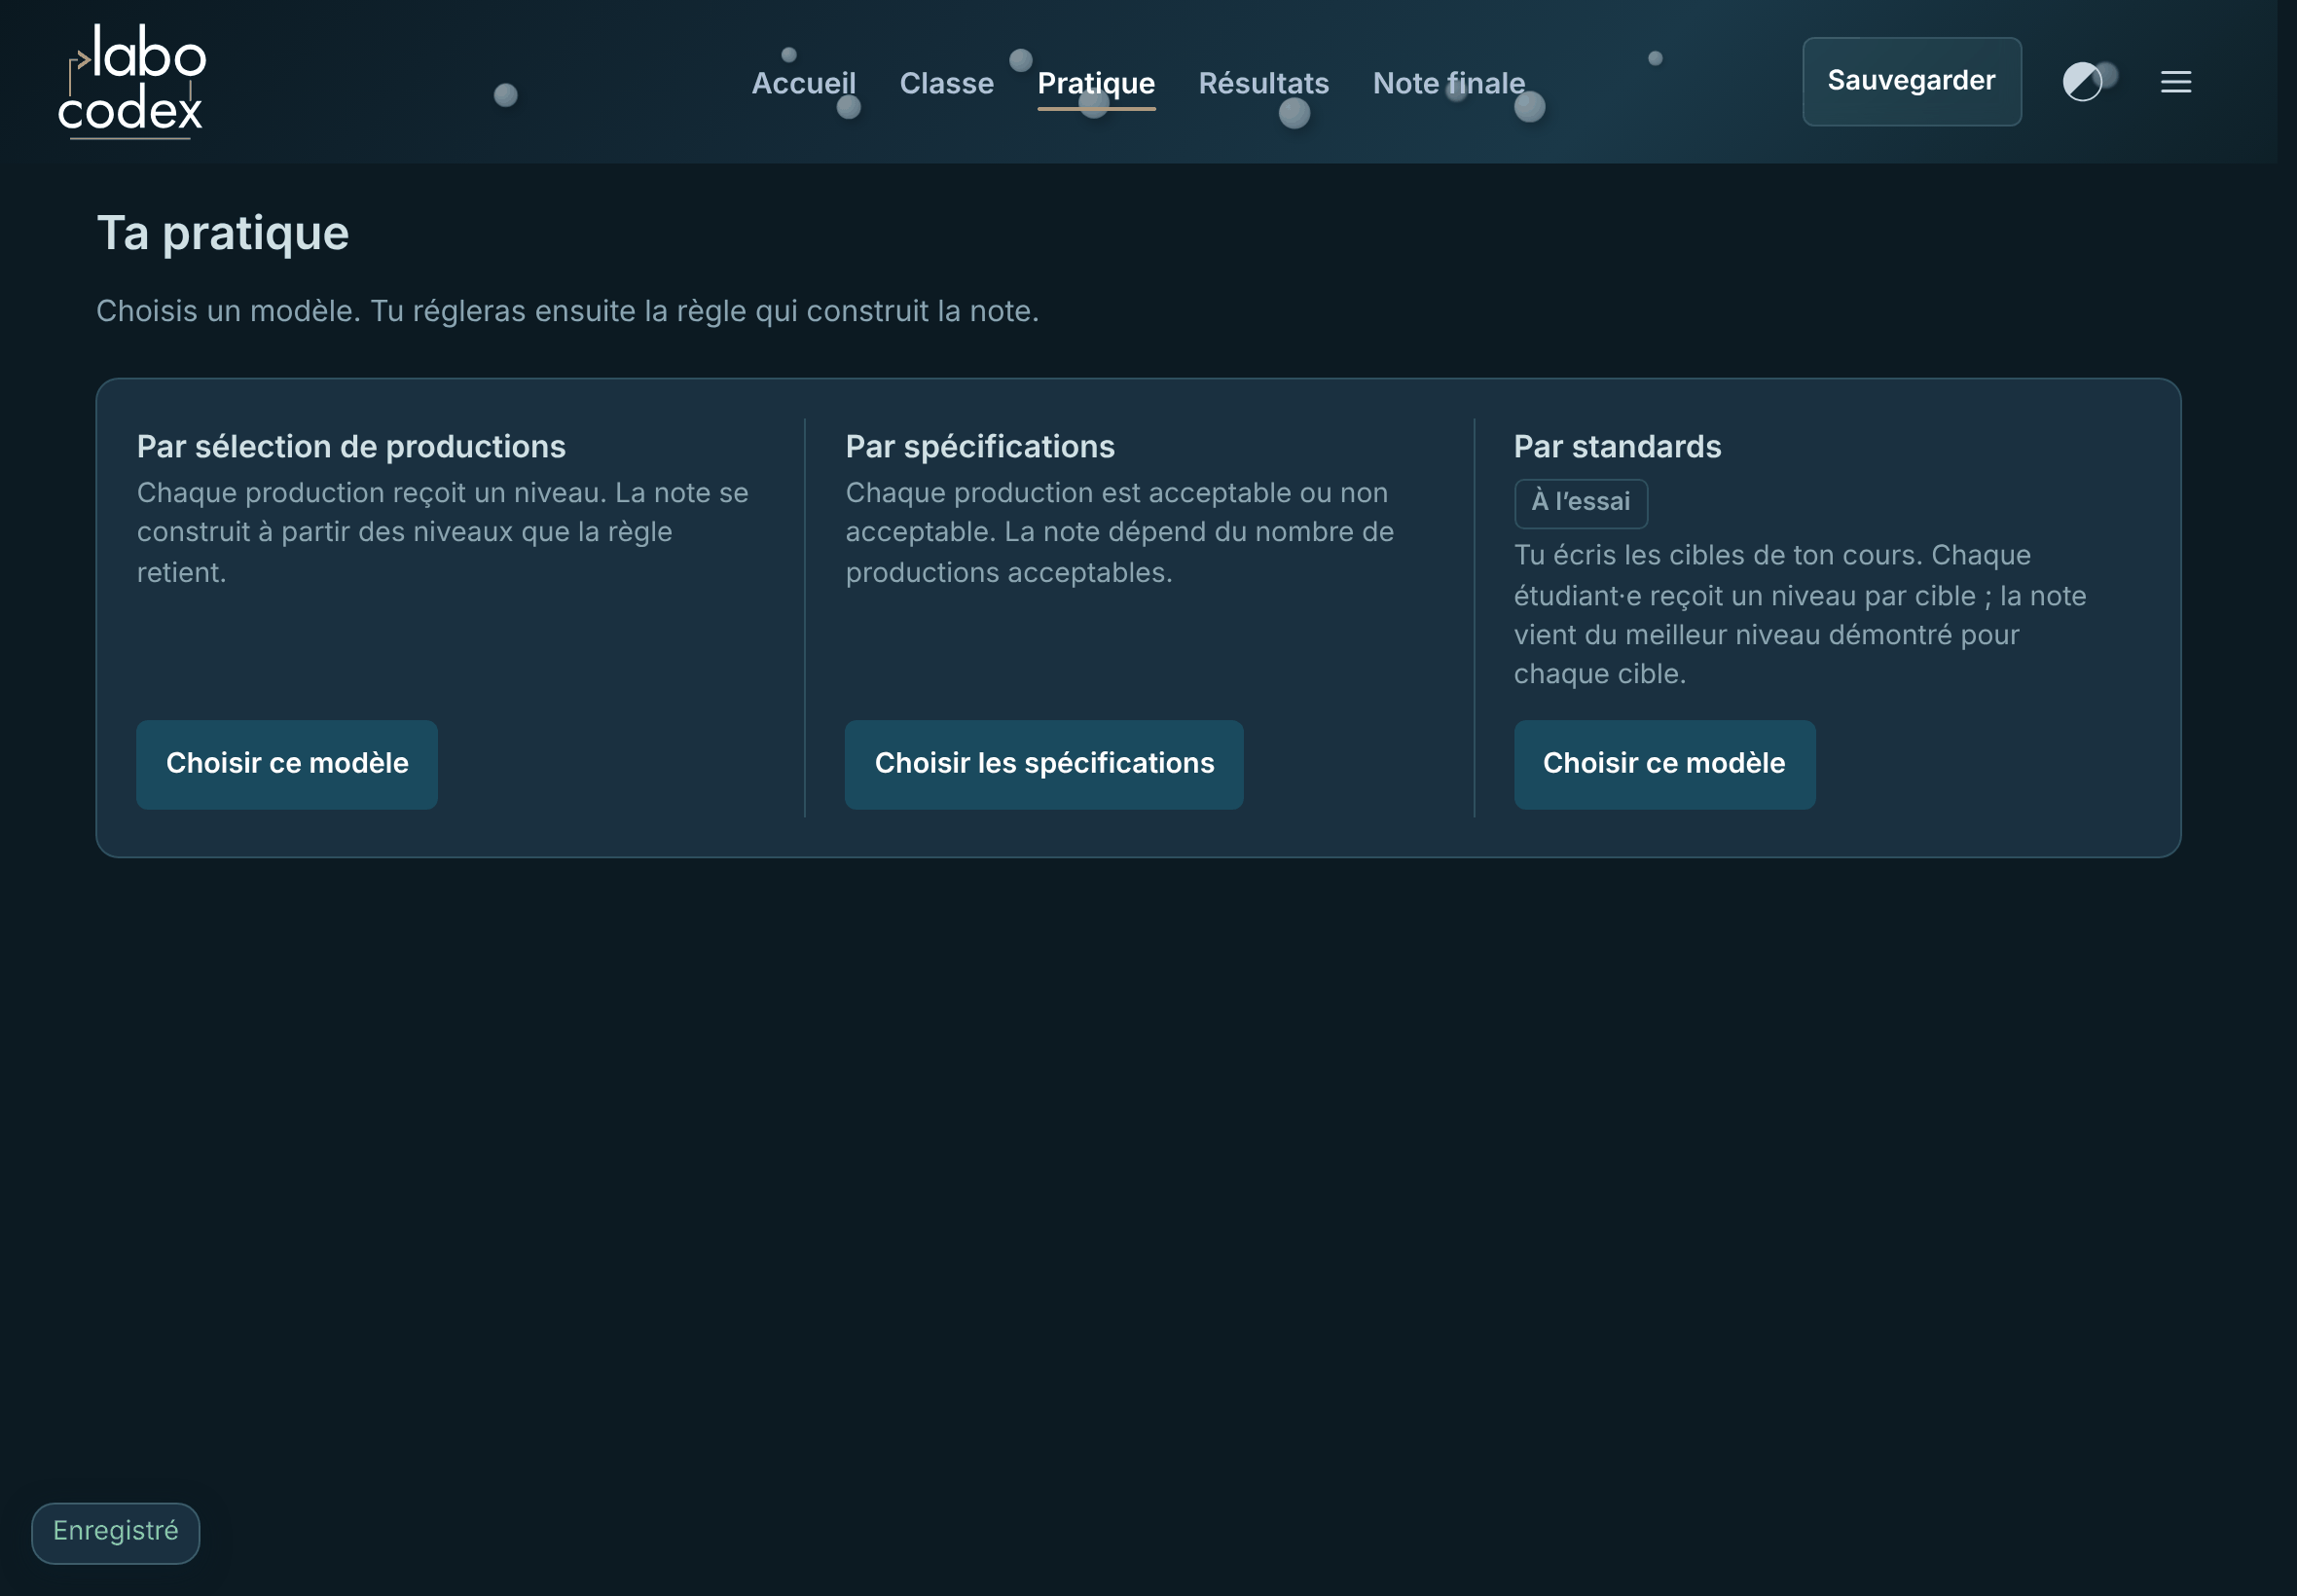 labo
codex
Accueil
Classe
Pratique
Résultats
Note finale
Sauvegarder
Ta pratique
Choisis un modèle. Tu régleras ensuite la règle qui construit la note.
Par sélection de productions
Chaque production reçoit un niveau. La note se
construit à partir des niveaux que la règle
retient.
Choisir ce modèle
Par spécifications
Chaque production est acceptable ou non
acceptable. La note dépend du nombre de
productions acceptables.
Choisir les spécifications
Par standards
À l’essai
Tu écris les cibles de ton cours. Chaque
étudiant·e reçoit un niveau par cible ; la note
vient du meilleur niveau démontré pour
chaque cible.
Choisir ce modèle
Enregistré